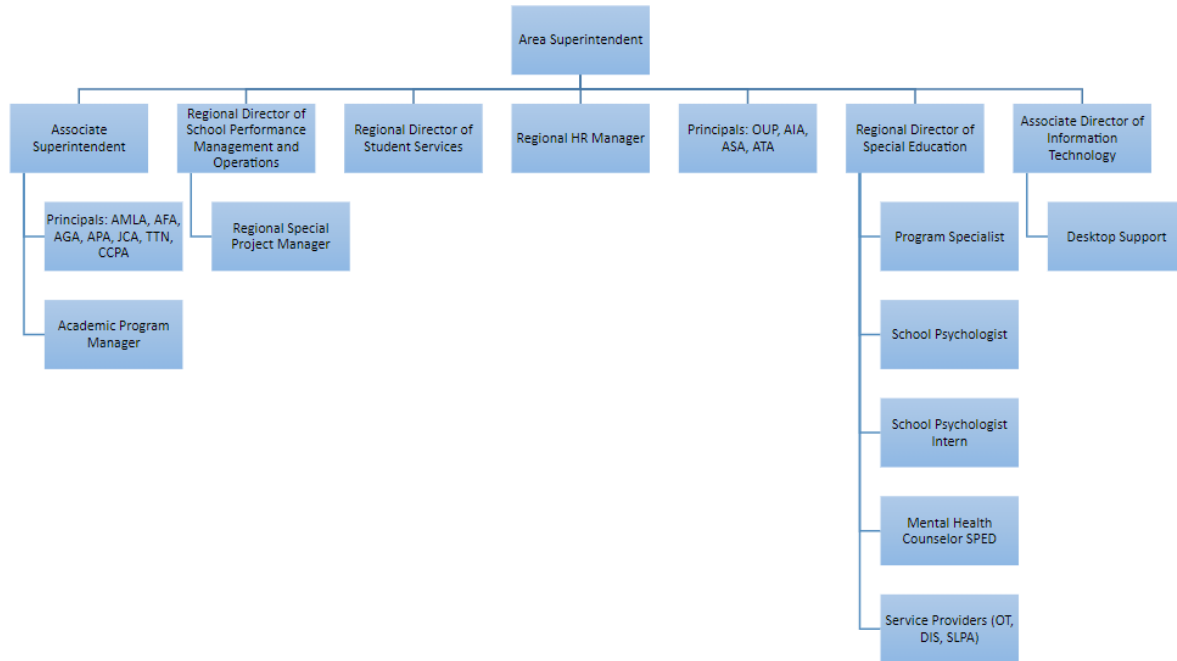 Area Superintendent
Associate
Superintendent
Regional Director of
School Performance
Management and
Operations
Regional Director of
Student Services
Regional HR Manager
Principals: OUP, AIA,
ASA, ATA
Regional Director of
Special Education
Associate Director of
Information
Technology
Principals: AMLA, AFA,
AGA, APA, JCA, TTN,
CCPA
Regional Special
Project Manager
Program Specialist
Desktop Support
Academic Program
Manager
School Psychologist
School Psychologist
Intern
Mental Health
Counselor SPED
Service Providers (OT,
DIS, SLPA)